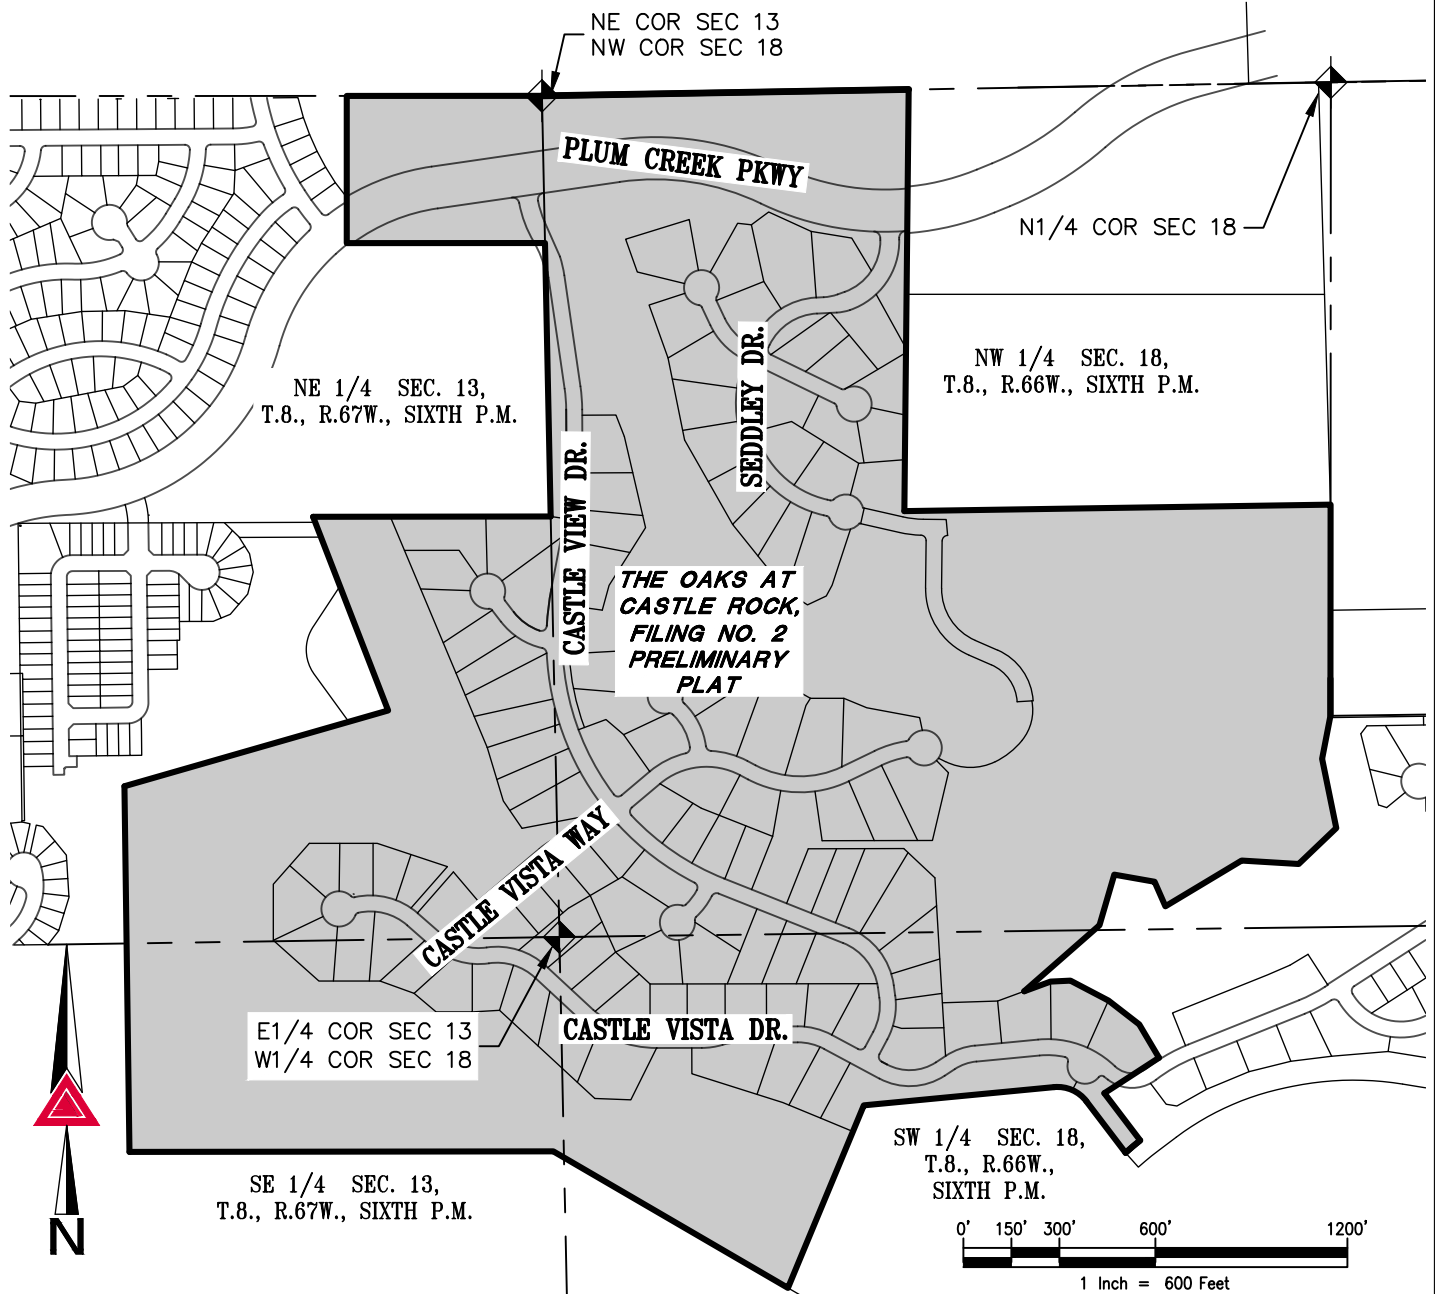 NE COR SEC 13
NW COR SEC 18
PLUM CREEK PKWY
N1/4 COR SEC 18
NE 1/4 SEC. 13,
T.8., R.67W., SIXTH P.M.
SEDDLEY DR.
NW 1/4 SEC. 18,
T.8., R.66W., SIXTH P.M.
CASTLE VIEW DR.
THE OAKS AT
CASTLE ROCK,
FILING NO. 2
PRELIMINARY
PLAT
CASTLE VISTA WAY
E1/4 COR SEC 13
W1/4 COR SEC 18
CASTLE VISTA DR.
SW 1/4 SEC. 18,
T.8., R.66W.,
SIXTH P.M.
SE 1/4 SEC. 13,
T.8., R.67W., SIXTH P.M.
N
0' 150' 300' 600' 1200'
1 Inch = 600 Feet